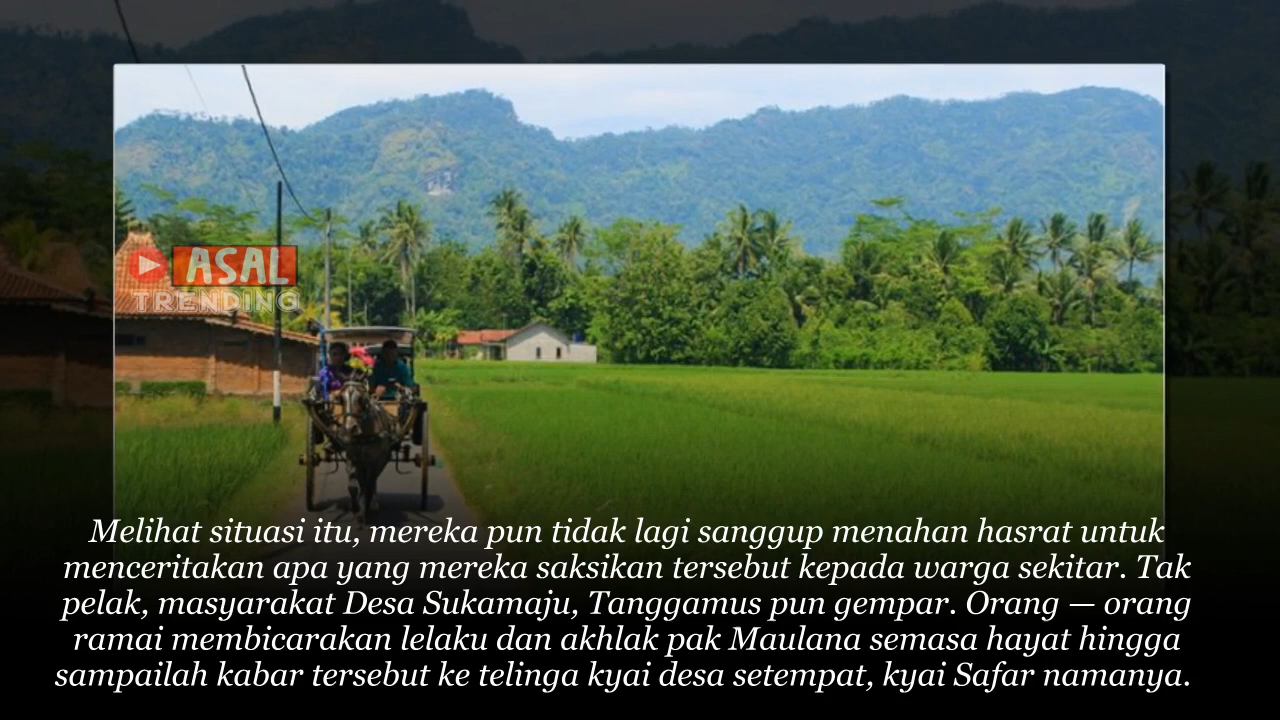 ASAL
TRENDING
Melihat situasi itu, mereka pun tidak lagi sanggup menahan hasrat untuk
menceritakan apa yang mereka saksikan tersebut kepada warga sekitar. Tak
pelak, masyarakat Desa Sukamaju, Tanggamus pun gempar. Orang — orang
ramai membicarakan lelaku dan akhlak pak Maulana semasa hayat hingga
sampailah kabar tersebut ke telinga kyai desa setempat, kyai Safar namanya.